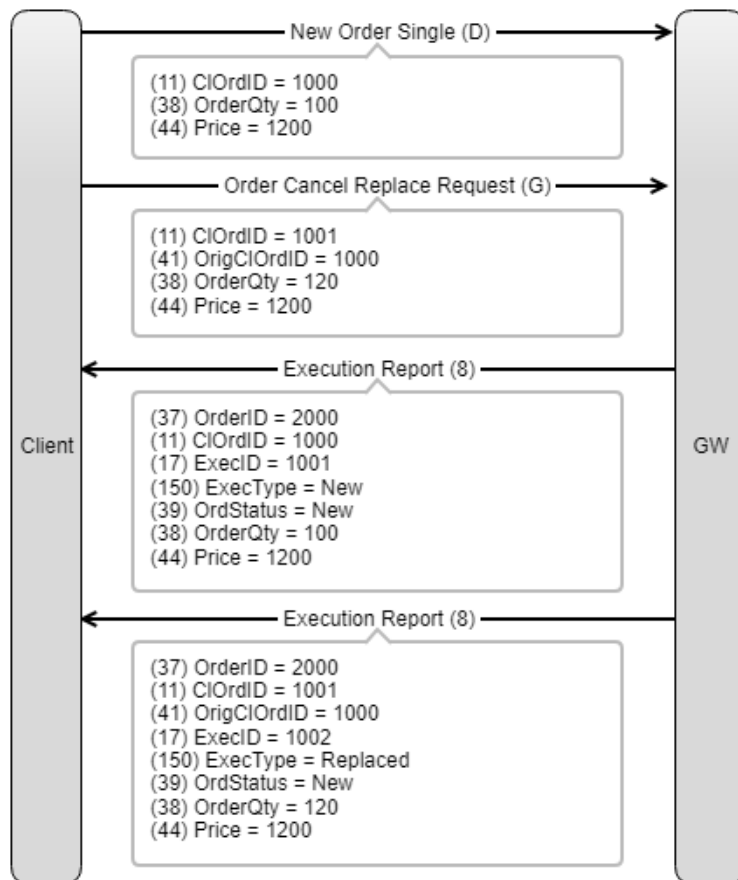 New Order Single (D)
(11) ClOrdID = 1000
(38) OrderQty = 100
(44) Price = 1200
Order Cancel Replace Request (G)
(11) ClOrdID = 1001
(41) OrigClOrdID = 1000
(38) OrderQty = 120
(44) Price = 1200
Execution Report (8)
(37) OrderID = 2000
(11) ClOrdID = 1000
(17) ExecID = 1001
(150) ExecType = New
(39) OrdStatus = New
(38) OrderQty = 100
(44) Price = 1200
Client
GW
Execution Report (8)
(37) OrderID = 2000
(11) ClOrdID = 1001
(41) OrigClOrdID = 1000
(17) ExecID = 1002
(150) ExecType = Replaced
(39) OrdStatus = New
(38) OrderQty = 120
(44) Price = 1200